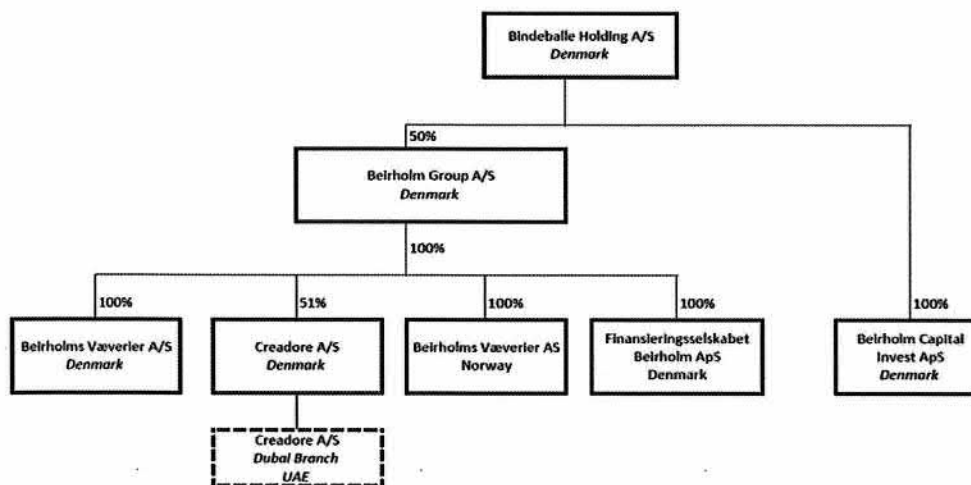 Bindeballe Holding A/S
Denmark
50%
Beirholm Group A/S
Denmark
100%
100%
51%
100%
100%
100%
Beirholms Væverier A/S
Denmark
Creadore A/S
Denmark
Beirholms Væverier AS
Norway
Finansieringsselskabet
Beirholm ApS
Denmark
Beirholm Capital
Invest ApS
Denmark
Creadore A/S
Dubai Branch
UAE